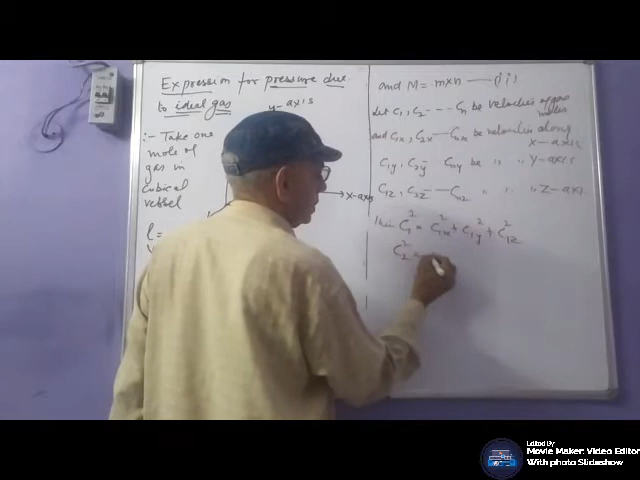 Expression for pressure due
to ideal gas
y-axis
:- Take one
mole of
gas in
cubical
vessel
l =
x-axis
and M = m×n —(ii)
Let C₁, C₂ --- Cn be velocities of gas
moles
and C₁ₓ, C₂ₓ --- Cnₓ be velocities along
x-axis
C₁y, C₂y --- Cny be " " y-axis
C₁z, C₂z --- Cnz " " z-axis
then C₁² = C₁ₓ² + C₁y² + C₁z²
C₂² =
Edited By
Movie Maker: Video Editor
With photo Slideshow